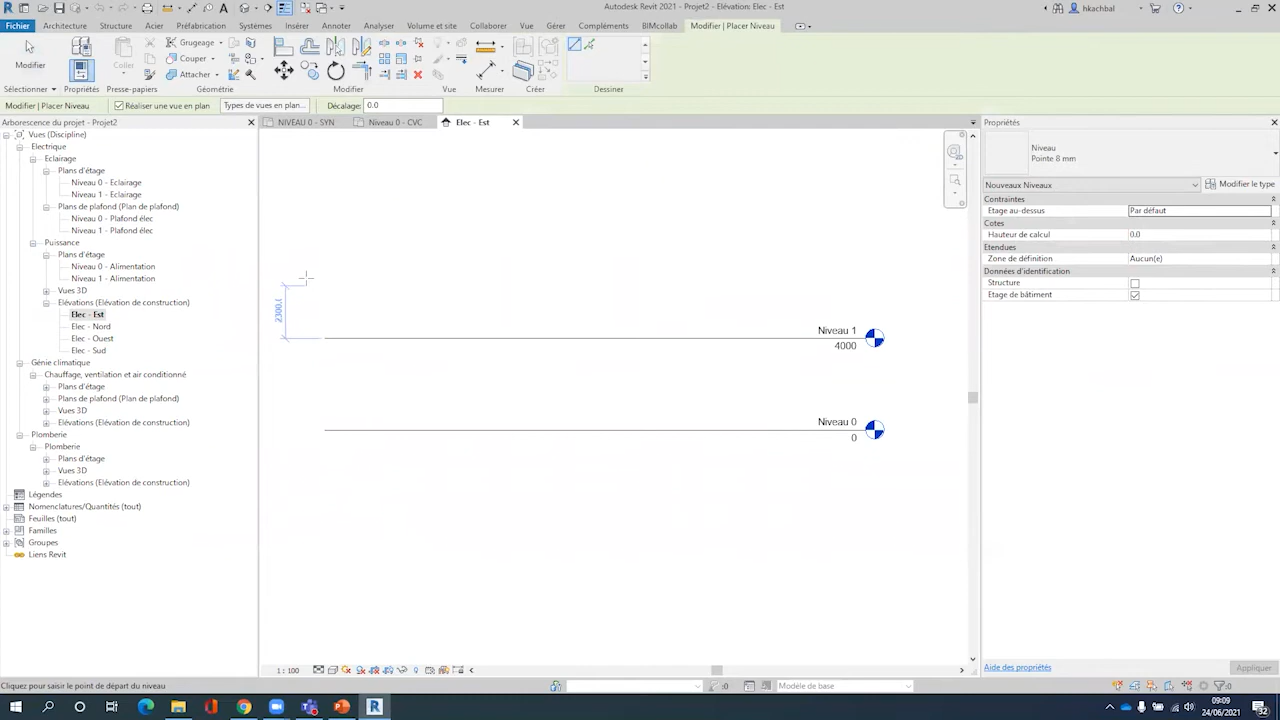 Autodesk Revit 2021 - Projet2 - Elévation: Elec - Est
hkachbal
Fichier Architecture Structure Acier Préfabrication Systèmes Insérer Annoter Analyser Volume et site Collaborer Vue Gérer Compléments BIMcollab Modifier | Placer Niveau
Modifier
Coller
Grugeage
Couper
Attacher
Sélectionner Propriétés Presse-papiers Géométrie Modifier Vue Mesurer Créer Dessiner
Modifier | Placer Niveau Réaliser une vue en plan Types de vues en plan... Décalage: 0.0
Arborescence du projet - Projet2
Vues (Discipline)
Electrique
Eclairage
Plans d'étage
Niveau 0 - Eclairage
Niveau 1 - Eclairage
Plans de plafond (Plan de plafond)
Niveau 0 - Plafond élec
Niveau 1 - Plafond élec
Puissance
Plans d'étage
Niveau 0 - Alimentation
Niveau 1 - Alimentation
Vues 3D
Elévations (Elévation de construction)
Elec - Est
Elec - Nord
Elec - Ouest
Elec - Sud
Génie climatique
Chauffage, ventilation et air conditionné
Plans d'étage
Plans de plafond (Plan de plafond)
Vues 3D
Elévations (Elévation de construction)
Plomberie
Plomberie
Plans d'étage
Vues 3D
Elévations (Elévation de construction)
Légendes
Nomenclatures/Quantités (tout)
Feuilles (tout)
Familles
Groupes
Liens Revit
NIVEAU 0 - SYN Niveau 0 - CVC Elec - Est
2300.1
Niveau 1
4000
Niveau 0
0
1 : 100
Propriétés
Niveau
Pointe 8 mm
Nouveaux Niveaux Modifier le type
Contraintes
Etage au-dessus Par défaut
Cotes
Hauteur de calcul 0.0
Etendues
Zone de définition Aucun(e)
Données d'identification
Structure
Etage de bâtiment
Aide des propriétés Appliquer
Cliquez pour saisir le point de départ du niveau :0 Modèle de base :0
09:09
24/06/2021